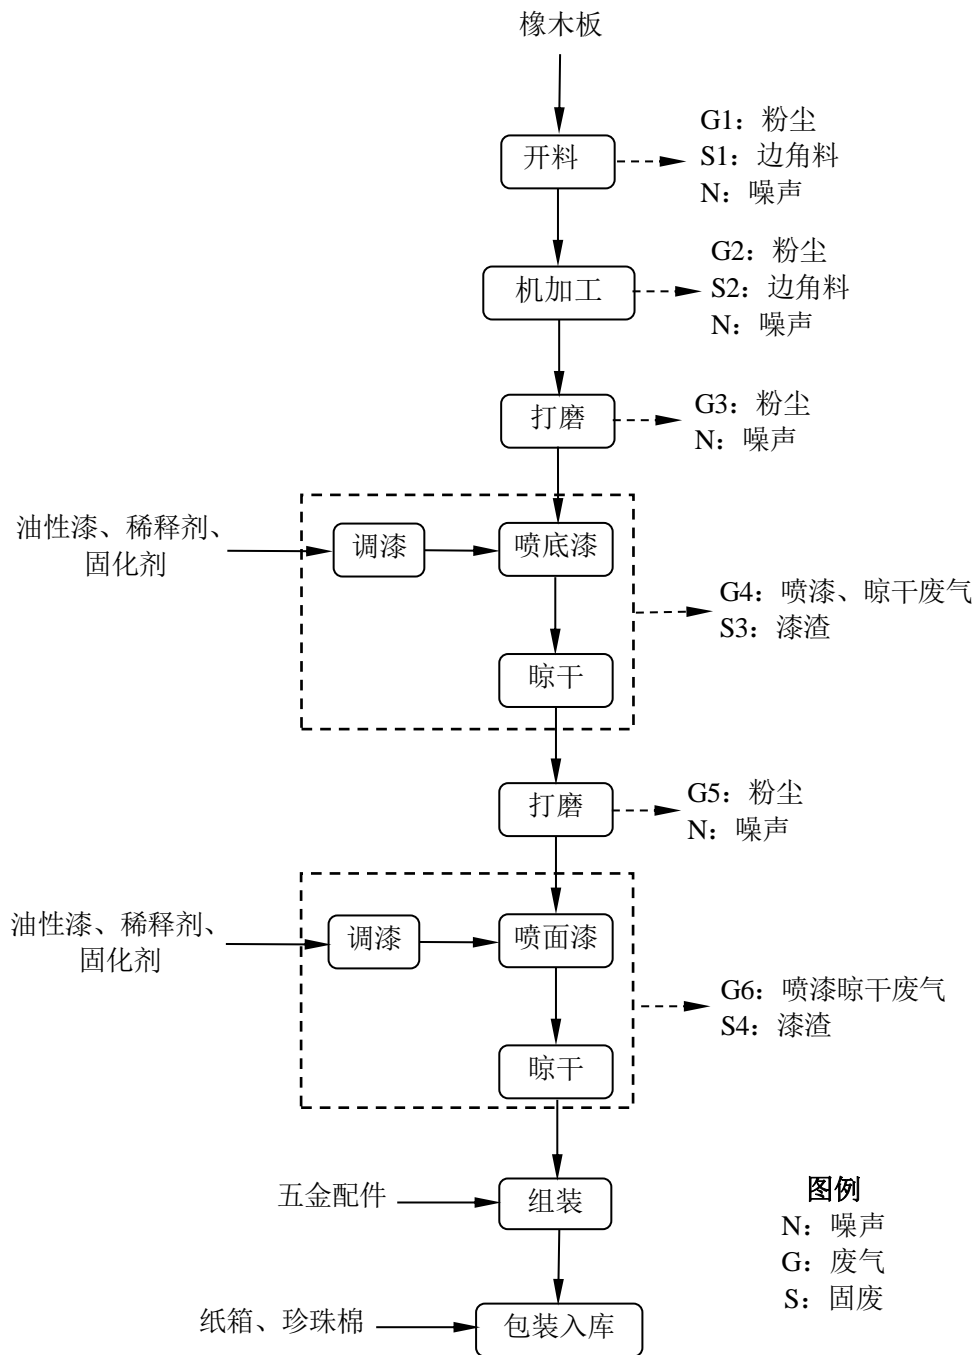 橡木板
开料
G1：粉尘
S1：边角料
N：噪声
机加工
G2：粉尘
S2：边角料
N：噪声
打磨
G3：粉尘
N：噪声
油性漆、稀释剂、
固化剂
调漆
喷底漆
G4：喷漆、晾干废气
S3：漆渣
晾干
打磨
G5：粉尘
N：噪声
油性漆、稀释剂、
固化剂
调漆
喷面漆
G6：喷漆晾干废气
S4：漆渣
晾干
五金配件
组装
纸箱、珍珠棉
包装入库
图例
N：噪声
G：废气
S：固废